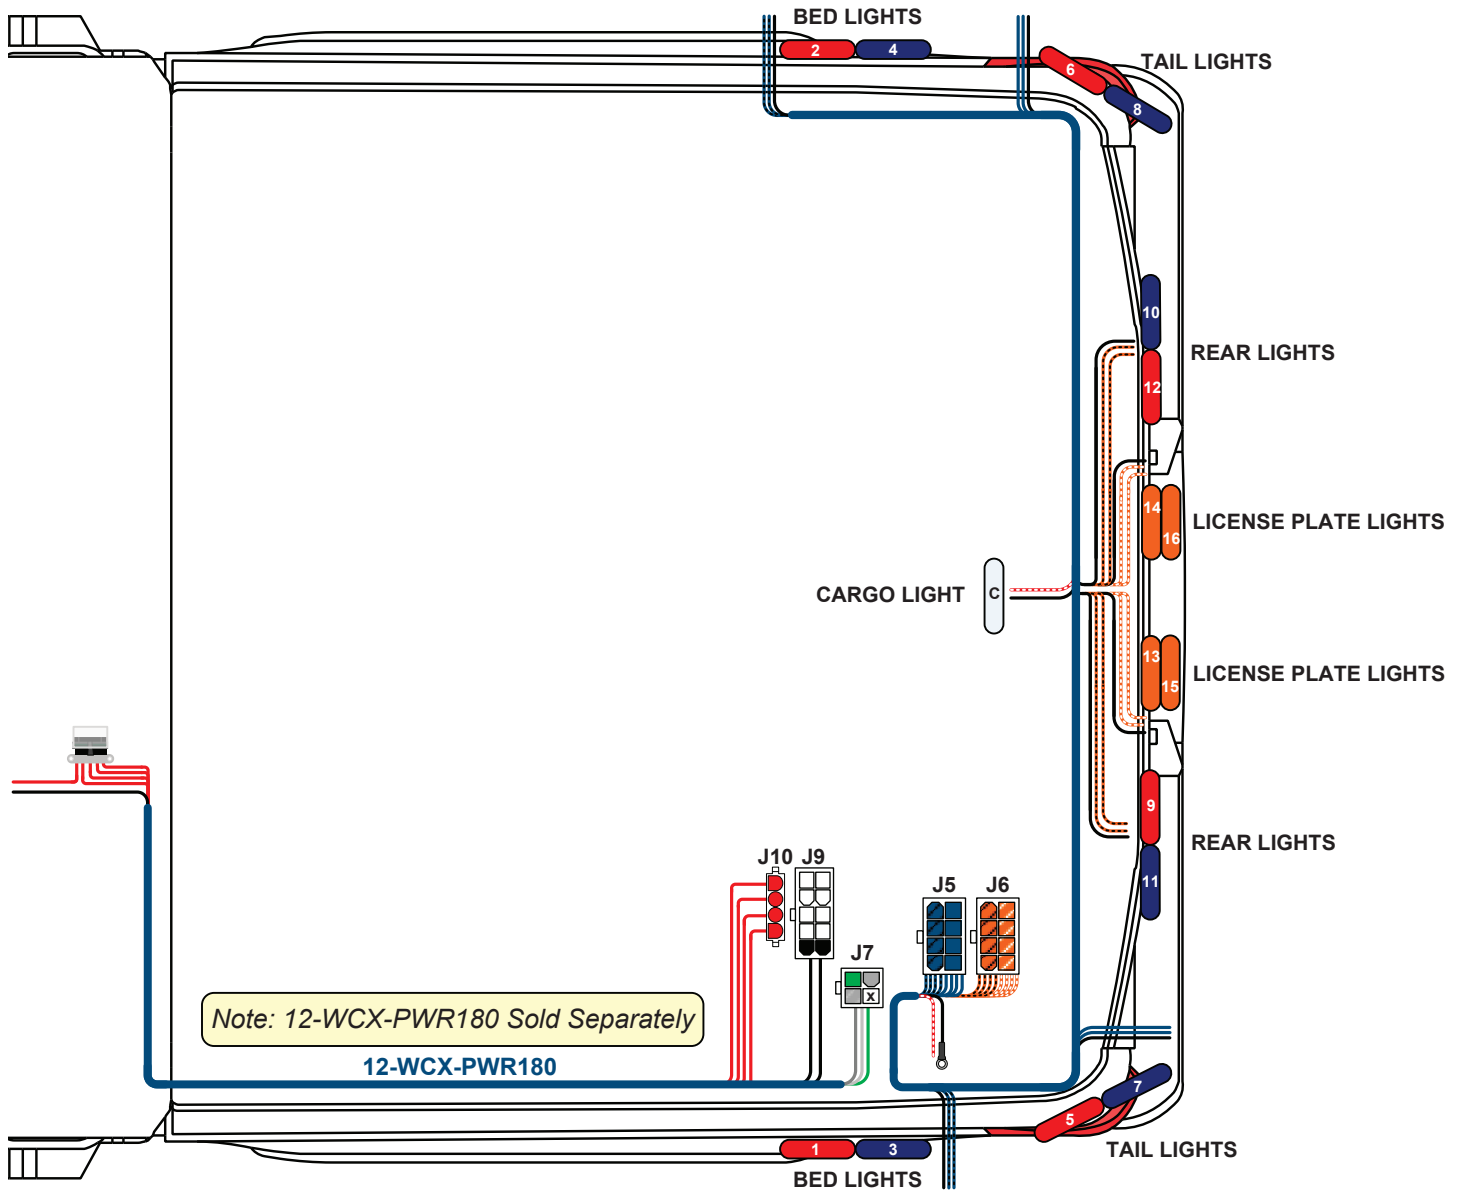 BED LIGHTS
2
4
6
8
TAIL LIGHTS
10
12
REAR LIGHTS
14
16
LICENSE PLATE LIGHTS
CARGO LIGHT
C
13
15
LICENSE PLATE LIGHTS
9
11
REAR LIGHTS
J10
J9
J7
X
J5
J6
Note: 12-WCX-PWR180 Sold Separately
12-WCX-PWR180
7
5
TAIL LIGHTS
1
3
BED LIGHTS